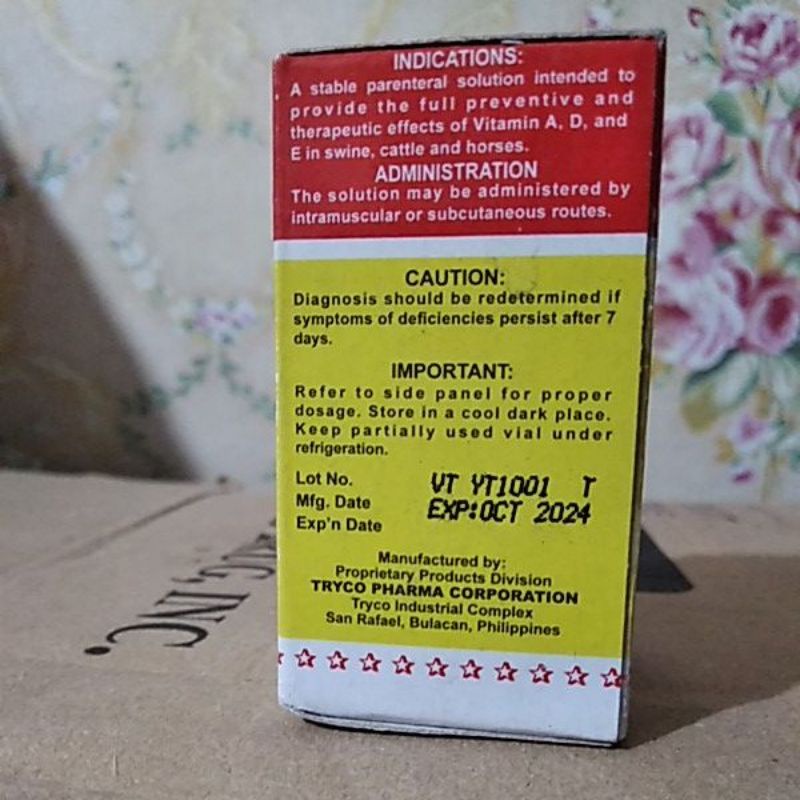 INDICATIONS:
A stable parenteral solution intended to
provide the full preventive and
therapeutic effects of Vitamin A, D, and
E in swine, cattle and horses.
ADMINISTRATION
The solution may be administered by
intramuscular or subcutaneous routes.
CAUTION:
Diagnosis should be redetermined if
symptoms of deficiencies persist after 7
days.
IMPORTANT:
Refer to side panel for proper
dosage. Store in a cool dark place.
Keep partially used vial under
refrigeration.
Lot No. VT YT1001 T
Mfg. Date EXP:OCT 2024
Exp'n Date
Manufactured by:
Proprietary Products Division
TRYCO PHARMA CORPORATION
Tryco Industrial Complex
San Rafael, Bulacan, Philippines
INC.